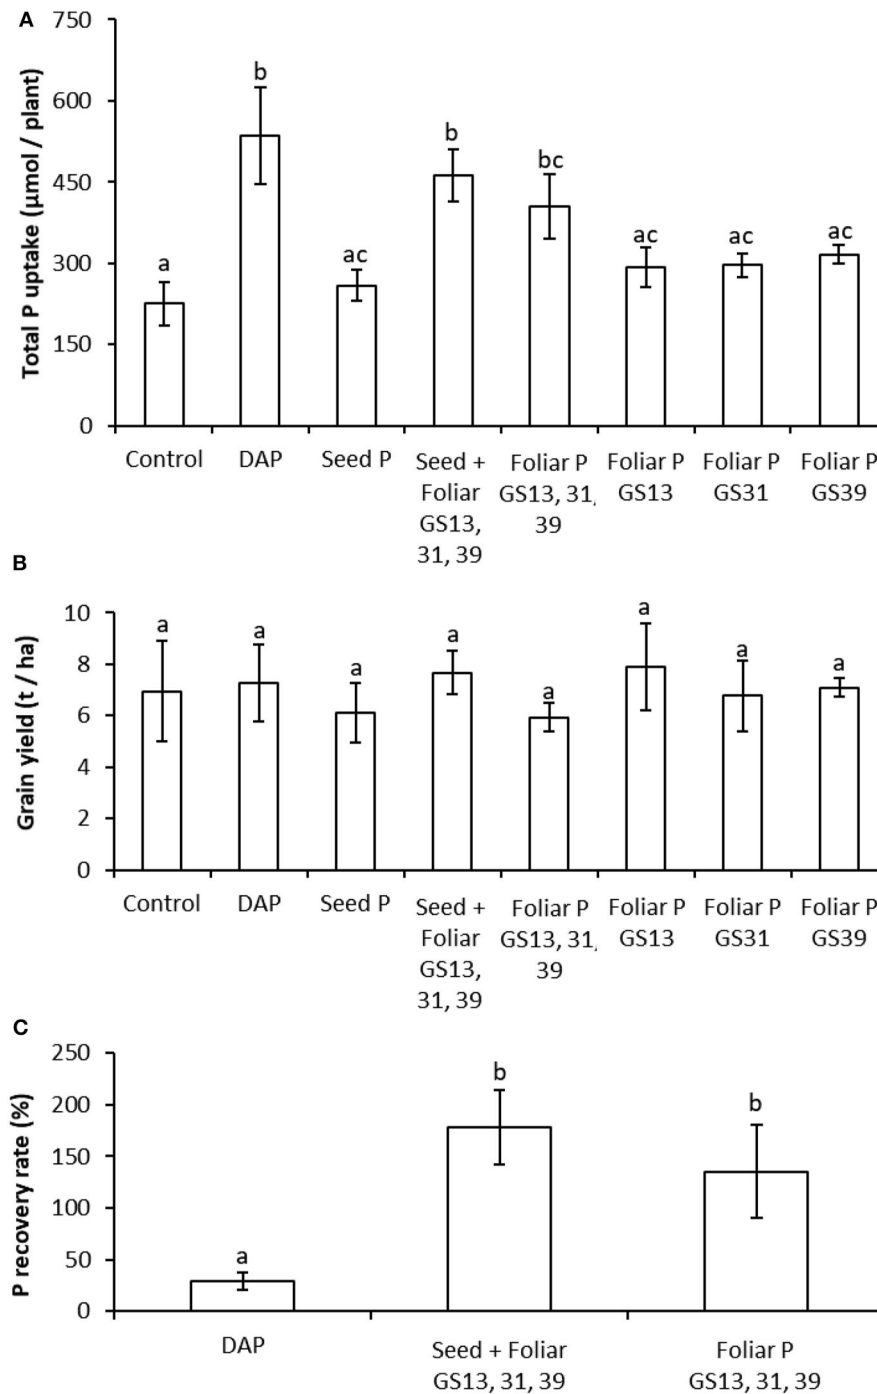 A
Total P uptake (µmol / plant)
750
600
450
300
150
0
a
b
ac
b
bc
ac
ac
ac
Control
DAP
Seed P
Seed +
Foliar
GS13,
31, 39
Foliar P
GS13, 31,
39
Foliar P
GS13
Foliar P
GS31
Foliar P
GS39
B
Grain yield (t / ha)
10
8
6
4
2
0
a
a
a
a
a
a
a
a
Control
DAP
Seed P
Seed +
Foliar
GS13,
31, 39
Foliar P
GS13, 31,
39
Foliar P
GS13
Foliar P
GS31
Foliar P
GS39
C
P recovery rate (%)
250
200
150
100
50
0
a
b
b
DAP
Seed + Foliar
GS13, 31, 39
Foliar P
GS13, 31, 39